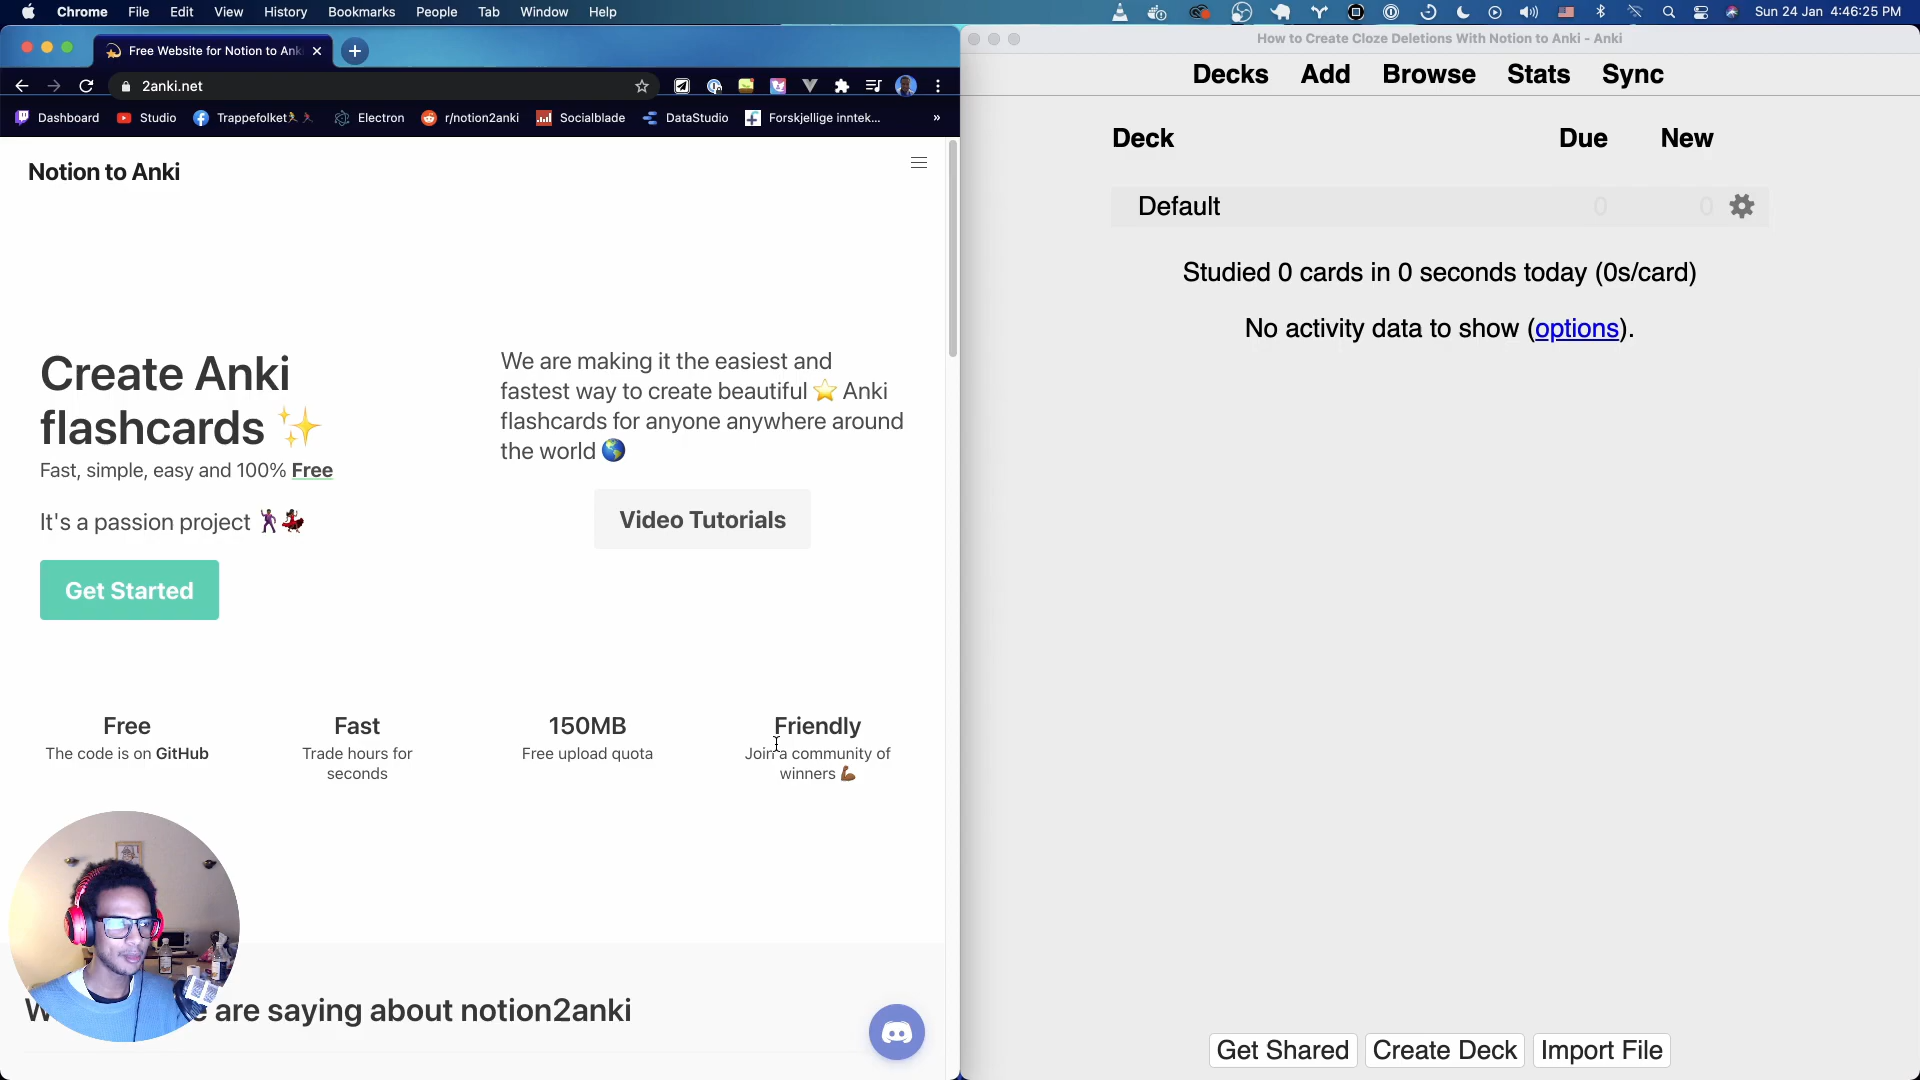 Chrome File Edit View History Bookmarks People Tab Window Help
Sun 24 Jan 4:46:25 PM
Free Website for Notion to Ank
2anki.net
Dashboard Studio Trappefolket Electron r/notion2anki Socialblade DataStudio Forskjellige inntek... »
Notion to Anki
Create Anki
flashcards ✨
Fast, simple, easy and 100% Free
It's a passion project 🕺💃
Get Started
We are making it the easiest and
fastest way to create beautiful ⭐ Anki
flashcards for anyone anywhere around
the world 🌎
Video Tutorials
Free
The code is on GitHub
Fast
Trade hours for
seconds
150MB
Free upload quota
Friendly
Join a community of
winners 💪🏾
are saying about notion2anki
How to Create Cloze Deletions With Notion to Anki - Anki
Decks Add Browse Stats Sync
Deck Due New
Default 0 0
Studied 0 cards in 0 seconds today (0s/card)
No activity data to show (options).
Get Shared Create Deck Import File